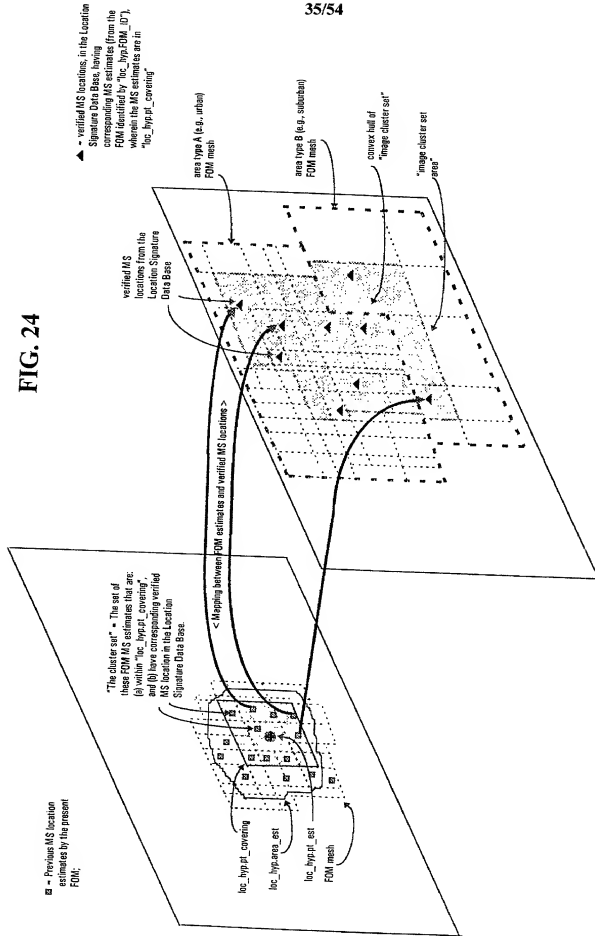 35/54
FIG. 24
⊠ = Previous MS location
estimates by the present
FOM;
"The cluster set" = The set of
these FOM MS estimates that are:
(a) within "loc_hyp.pt_covering",
and (b) have corresponding verified
MS location in the Location
Signature Data Base.
loc_hyp.pt_covering
loc_hyp.area_est
loc_hyp.pt_est
FOM mesh
< Mapping between FOM estimates and verified MS locations >
verified MS
locations from the
Location Signature
Data Base
▲ = verified MS locations, in the Location
Signature Data Base, having
corresponding MS estimates (from the
FOM identified by "loc_hyp.FOM_ID"),
wherein the MS estimates are in
"loc_hyp.pt_covering"
area type A (e.g., urban)
FOM mesh
area type B (e.g., suburban)
FOM mesh
convex hull of
"image cluster set"
"image cluster set
area"